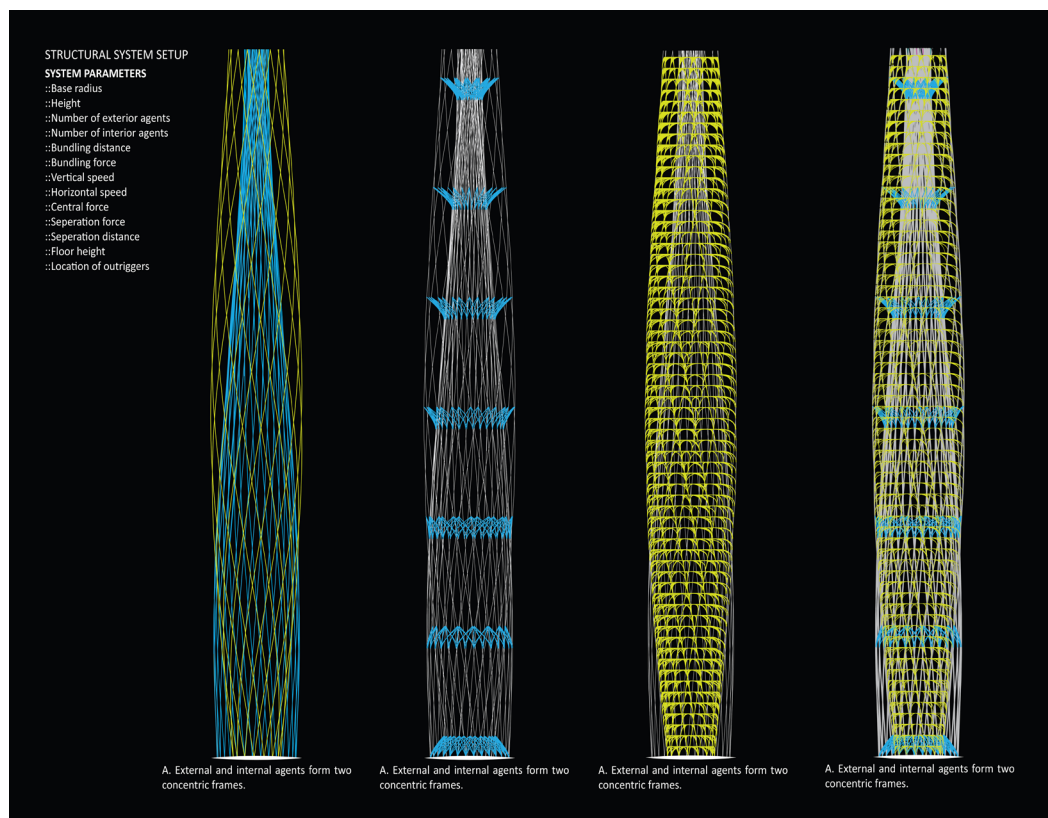 STRUCTURAL SYSTEM SETUP
SYSTEM PARAMETERS
::Base radius
::Height
::Number of exterior agents
::Number of interior agents
::Bundling distance
::Bundling force
::Vertical speed
::Horizontal speed
::Central force
::Seperation force
::Seperation distance
::Floor height
::Location of outriggers
A. External and internal agents form two
concentric frames.
A. External and internal agents form two
concentric frames.
A. External and internal agents form two
concentric frames.
A. External and internal agents form two
concentric frames.